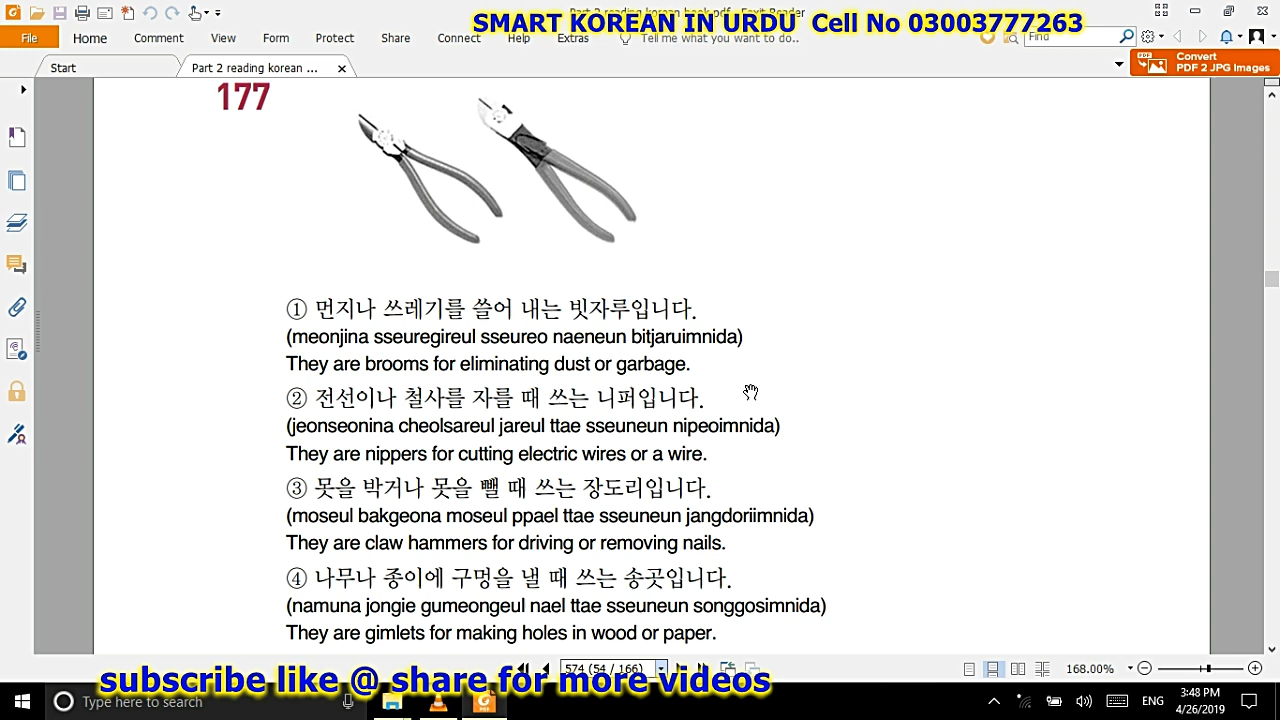 SMART KOREAN IN URDU Cell No 03003777263
File Home Comment View Form Protect Share Connect Help Extras Tell me what you want to do.. Find
Start Part 2 reading korean ...
Convert
PDF 2 JPG Images
177
① 먼지나 쓰레기를 쓸어 내는 빗자루입니다.
(meonjina sseuregireul sseureo naeneun bitjaruimnida)
They are brooms for eliminating dust or garbage.
② 전선이나 철사를 자를 때 쓰는 니퍼입니다.
(jeonseonina cheolsareul jareul ttae sseuneun nipeoimnida)
They are nippers for cutting electric wires or a wire.
③ 못을 박거나 못을 뺄 때 쓰는 장도리입니다.
(moseul bakgeona moseul ppael ttae sseuneun jangdoriimnida)
They are claw hammers for driving or removing nails.
④ 나무나 종이에 구멍을 낼 때 쓰는 송곳입니다.
(namuna jongie gumeongeul nael ttae sseuneun songgosimnida)
They are gimlets for making holes in wood or paper.
574 (54 / 166) 168.00%
subscribe like @ share for more videos
Type here to search
ENG
3:48 PM
4/26/2019